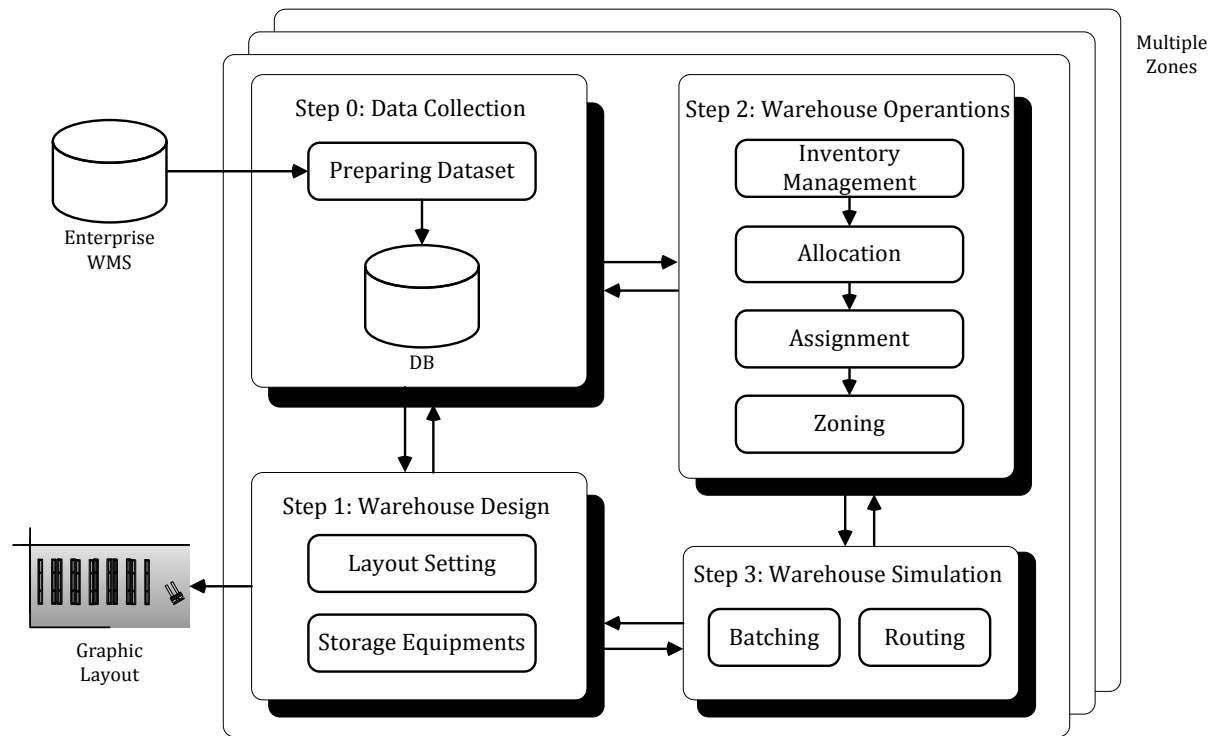 Multiple
Zones
Step 0: Data Collection
Preparing Dataset
DB
Enterprise
WMS
Step 2: Warehouse Operantions
Inventory
Management
Allocation
Assignment
Zoning
Step 1: Warehouse Design
Layout Setting
Storage Equipments
Graphic
Layout
Step 3: Warehouse Simulation
Batching
Routing